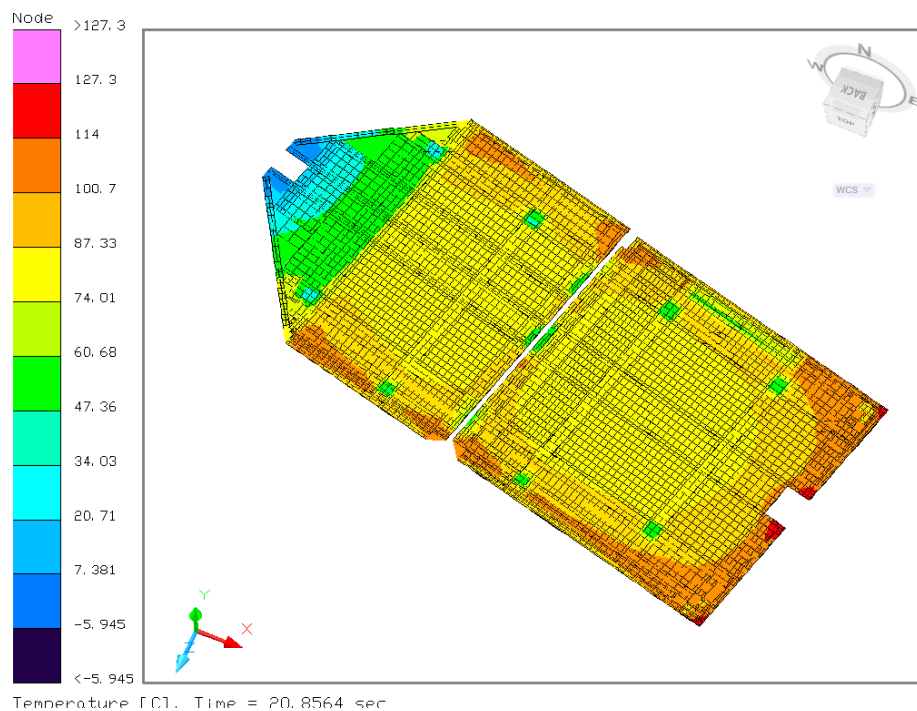 Node
>127.3
127.3
114
100.7
87.33
74.01
60.68
47.36
34.03
20.71
7.381
-5.945
<-5.945
N
W
E
BACK
TOP
WCS
Y
X
Temperature [C], Time = 20.8564 sec